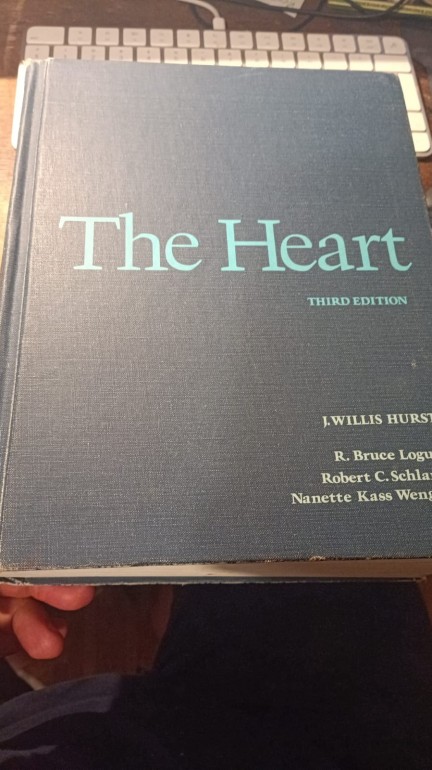 The Heart
THIRD EDITION
J. WILLIS HURST
R. Bruce Logu
Robert C. Schla
Nanette Kass Weng